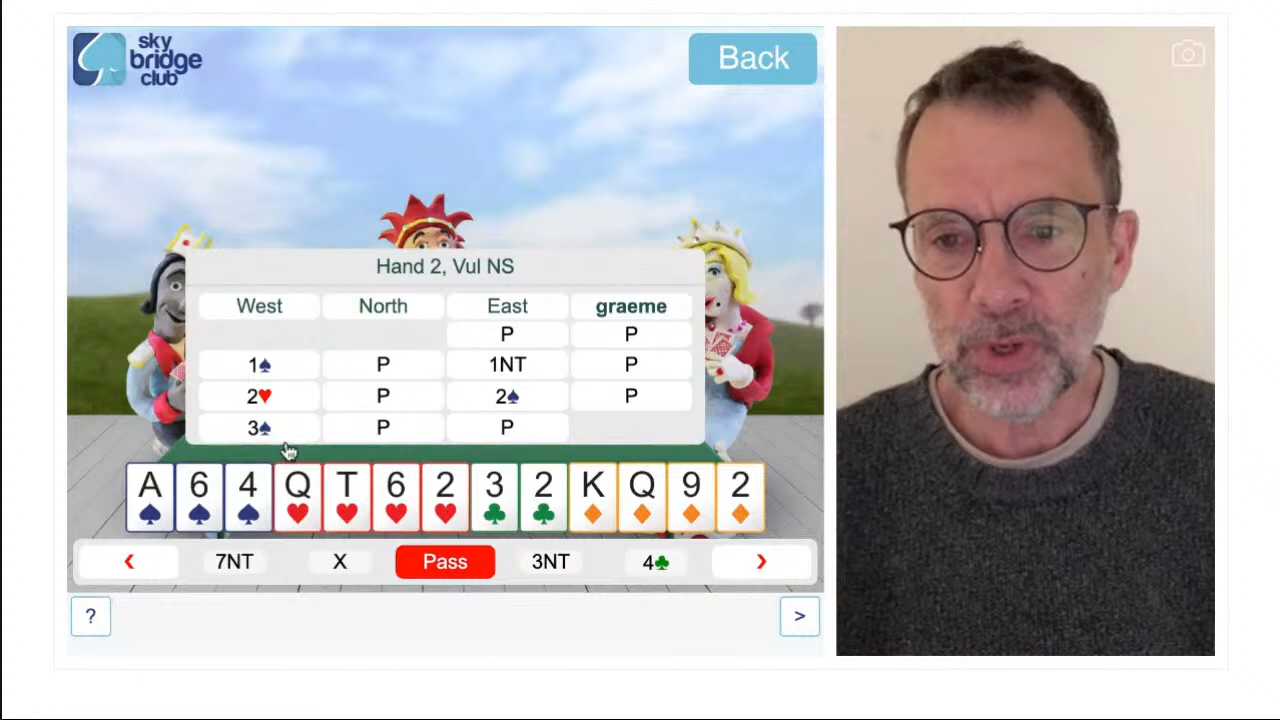 sky
bridge
club
Back
Hand 2, Vul NS
West North East graeme
P P
1♠ P 1NT P
2♥ P 2♠ P
3♠ P P
A 6 4 Q T 6 2 3 2 K Q 9 2
♠ ♠ ♠ ♥ ♥ ♥ ♥ ♣ ♣ ♦ ♦ ♦ ♦
< 7NT X Pass 3NT 4♣ >
? >